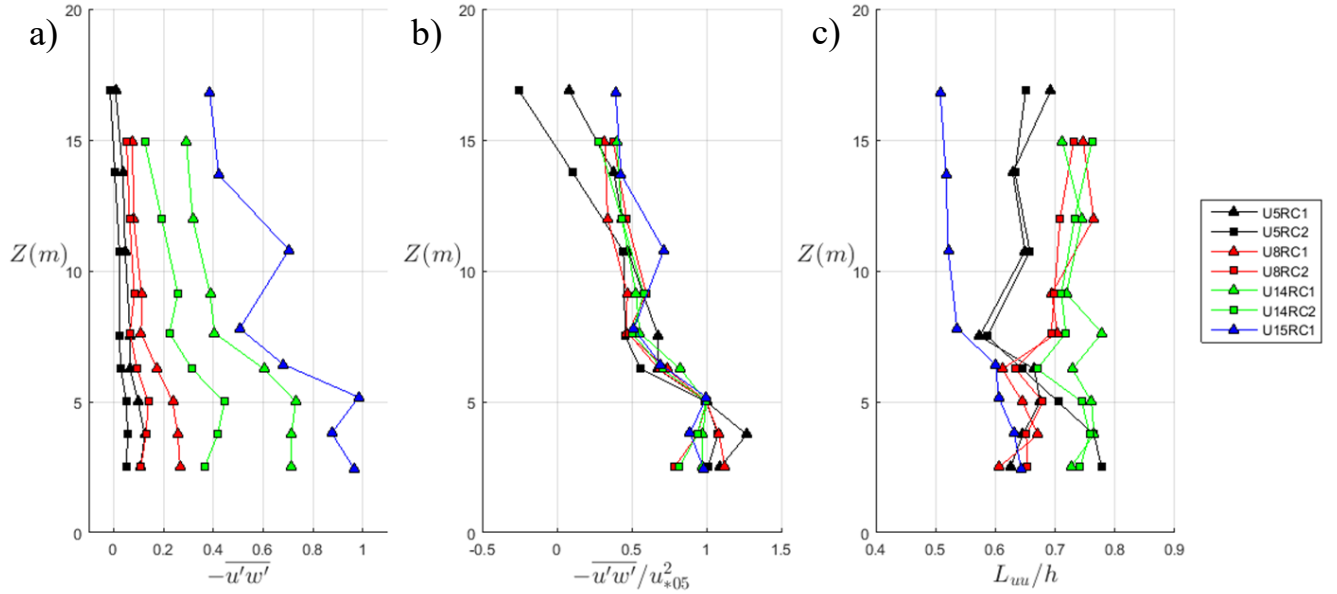 a)
20
15
10
5
0
Z(m)
0 0.2 0.4 0.6 0.8 1
-u'w'
b)
20
15
10
5
0
Z(m)
-0.5 0 0.5 1 1.5
-u'w'/u²*05
c)
20
15
10
5
0
Z(m)
0.4 0.5 0.6 0.7 0.8 0.9
Luu/h
U5RC1
U5RC2
U8RC1
U8RC2
U14RC1
U14RC2
U15RC1